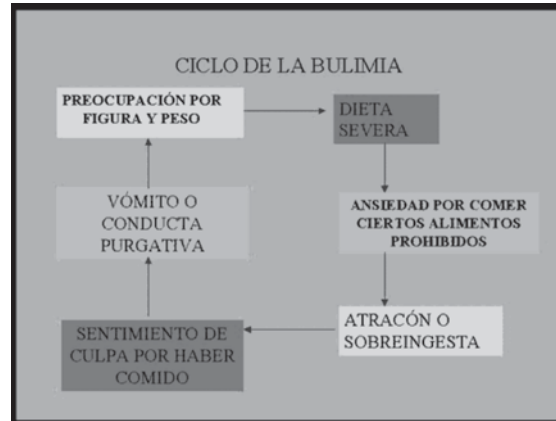 CICLO DE LA BULIMIA
PREOCUPACIÓN POR
FIGURA Y PESO
DIETA
SEVERA
ANSIEDAD POR COMER
CIERTOS ALIMENTOS
PROHIBIDOS
ATRACÓN O
SOBREINGESTA
SENTIMIENTO DE
CULPA POR HABER
COMIDO
VÓMITO O
CONDUCTA
PURGATIVA